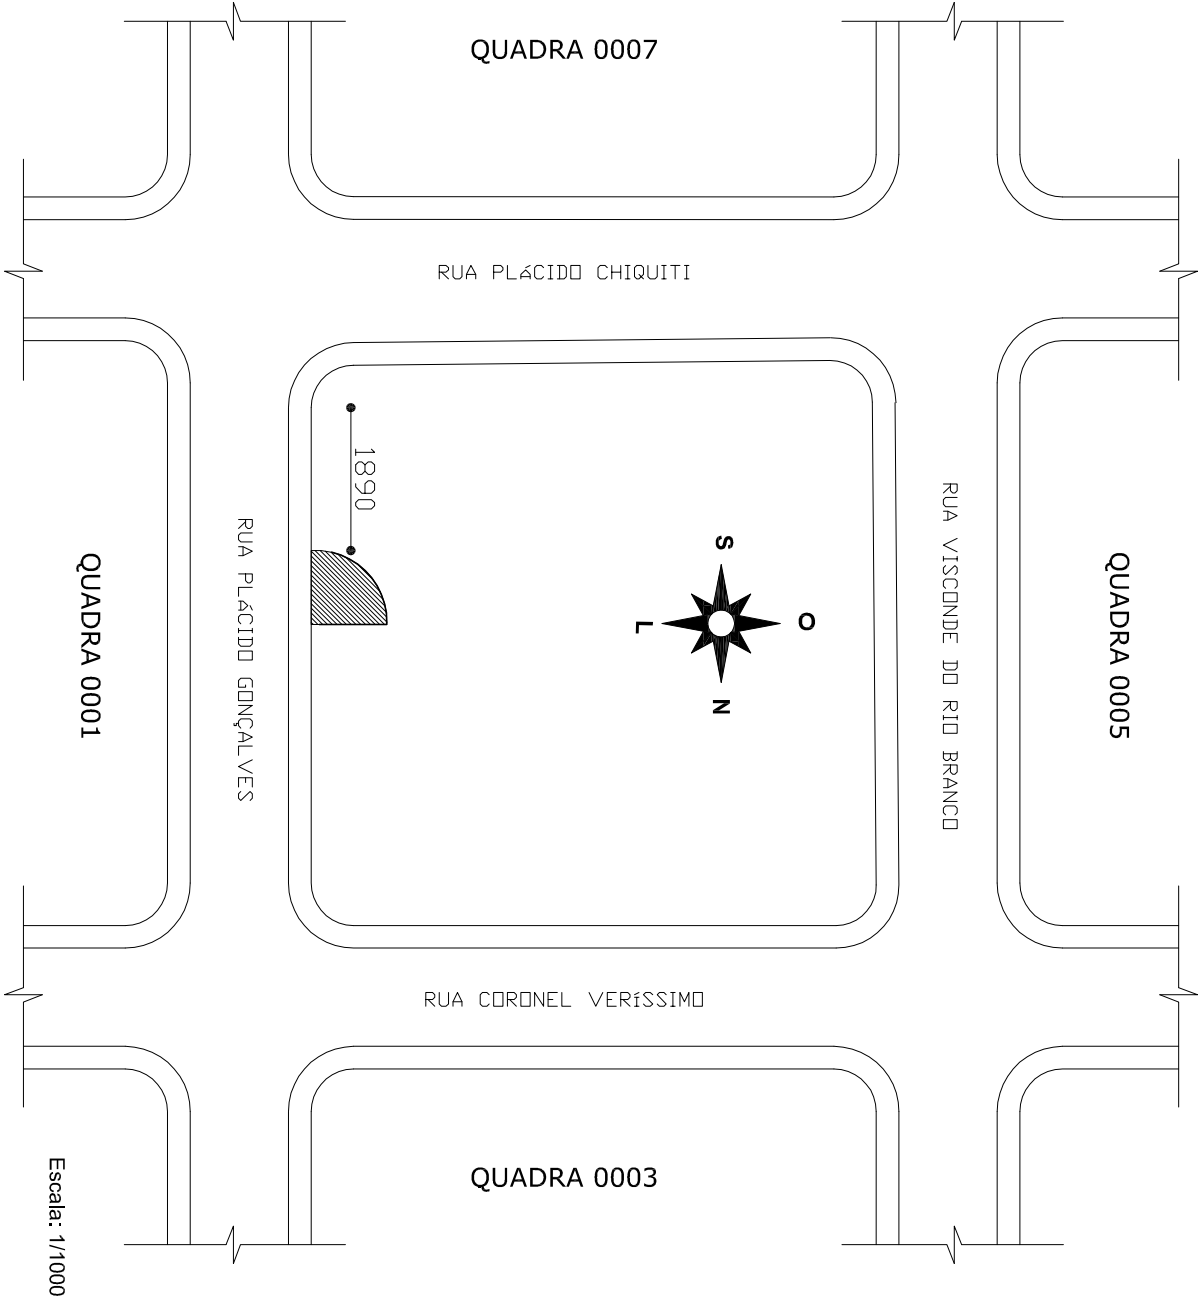 QUADRA 0007
RUA PLáCIDO CHIQUITI
1890
S
O
L
N
RUA PLÁCIDO GONÇALVES
RUA VISCONDE DO RIO BRANCO
QUADRA 0001
QUADRA 0005
RUA CORONEL VERíSSIMO
QUADRA 0003
Escala: 1/1000